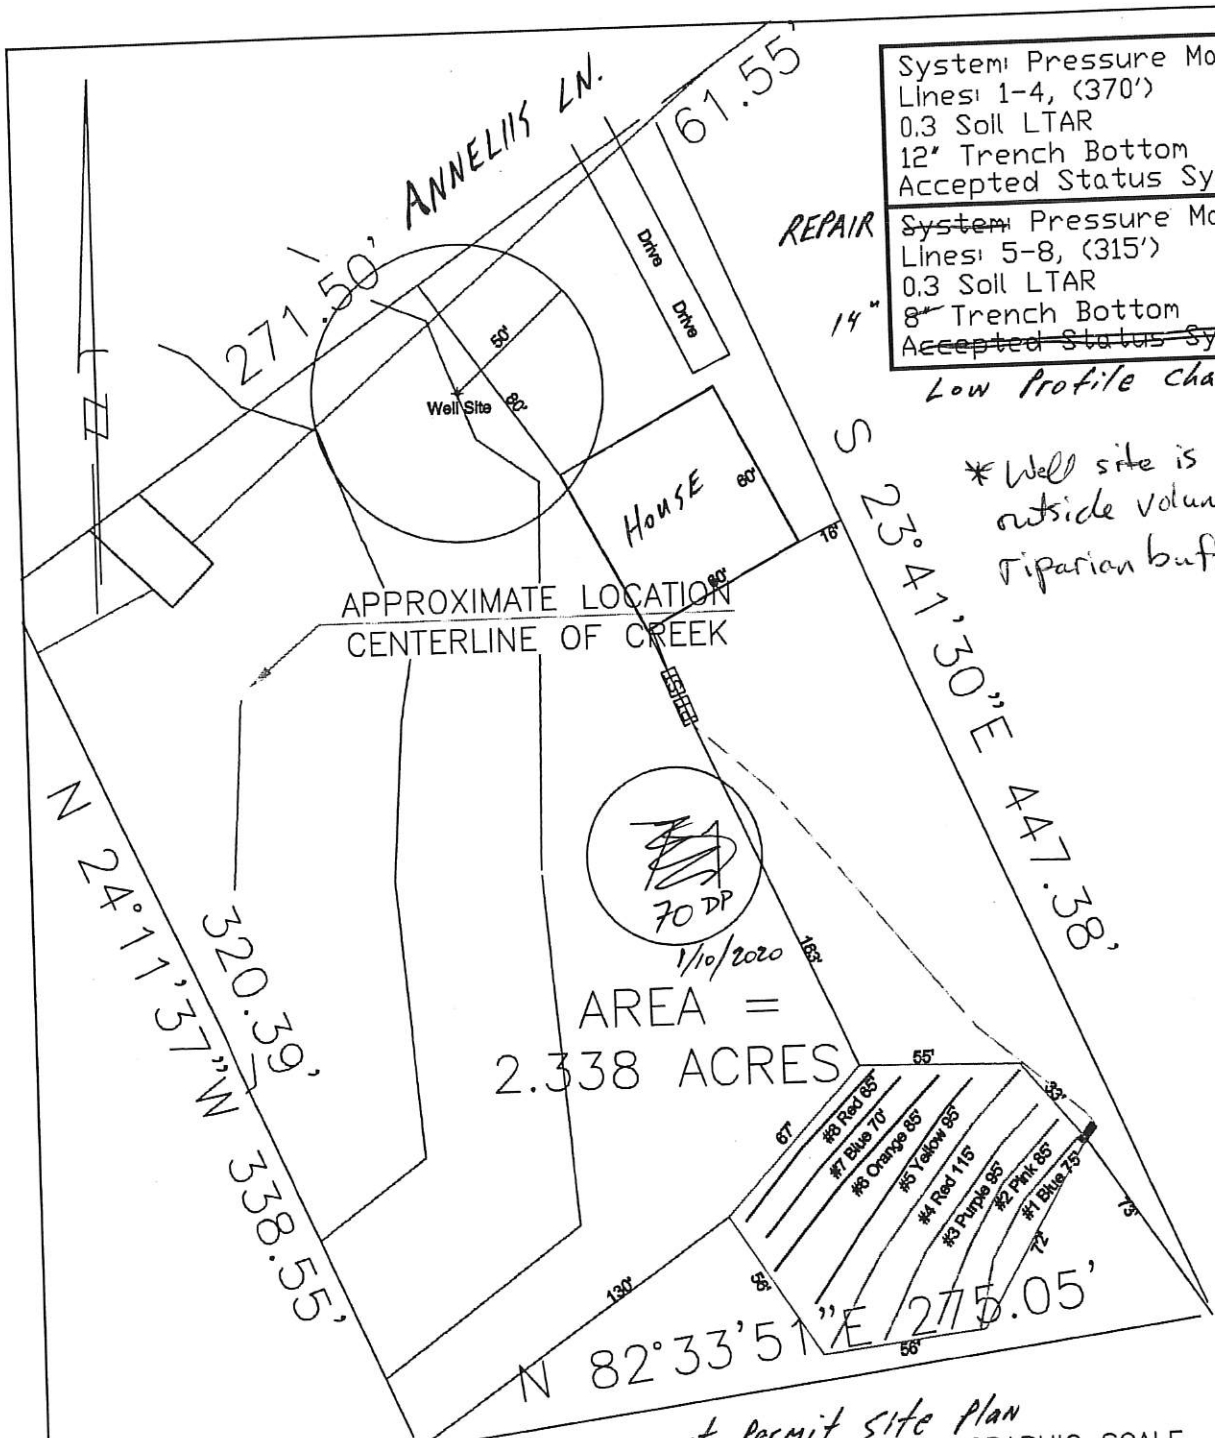 System: Pressure Mo
Lines: 1-4, (370')
0.3 Soil LTAR
12" Trench Bottom
Accepted Status Sy
REPAIR
System: Pressure Mo
Lines: 5-8, (315')
0.3 Soil LTAR
14"
8" Trench Bottom
Accepted Status Sy
Low Profile Cha
* Well site is
outside volun
riparian buf
ANNELIIS LN.
61.55'
271.50'
Drive
Drive
50'
Well Site
80'
House
60'
16'
60'
APPROXIMATE LOCATION
CENTERLINE OF CREEK
S 23°41'30"E 447.38'
N 24°11'37"W 338.55'
320.39'
70 DP
1/10/2020
163'
AREA =
2.338 ACRES
55'
33'
67'
#8 Red 65'
#7 Blue 70'
#6 Orange 85'
#5 Yellow 95'
#4 Red 115'
#3 Purple 95'
#2 Pink 85'
#1 Blue 75'
72'
73'
56'
130'
56'
N 82°33'51"E 275.05'
Permit Site Plan
GRAPHIC SCALE